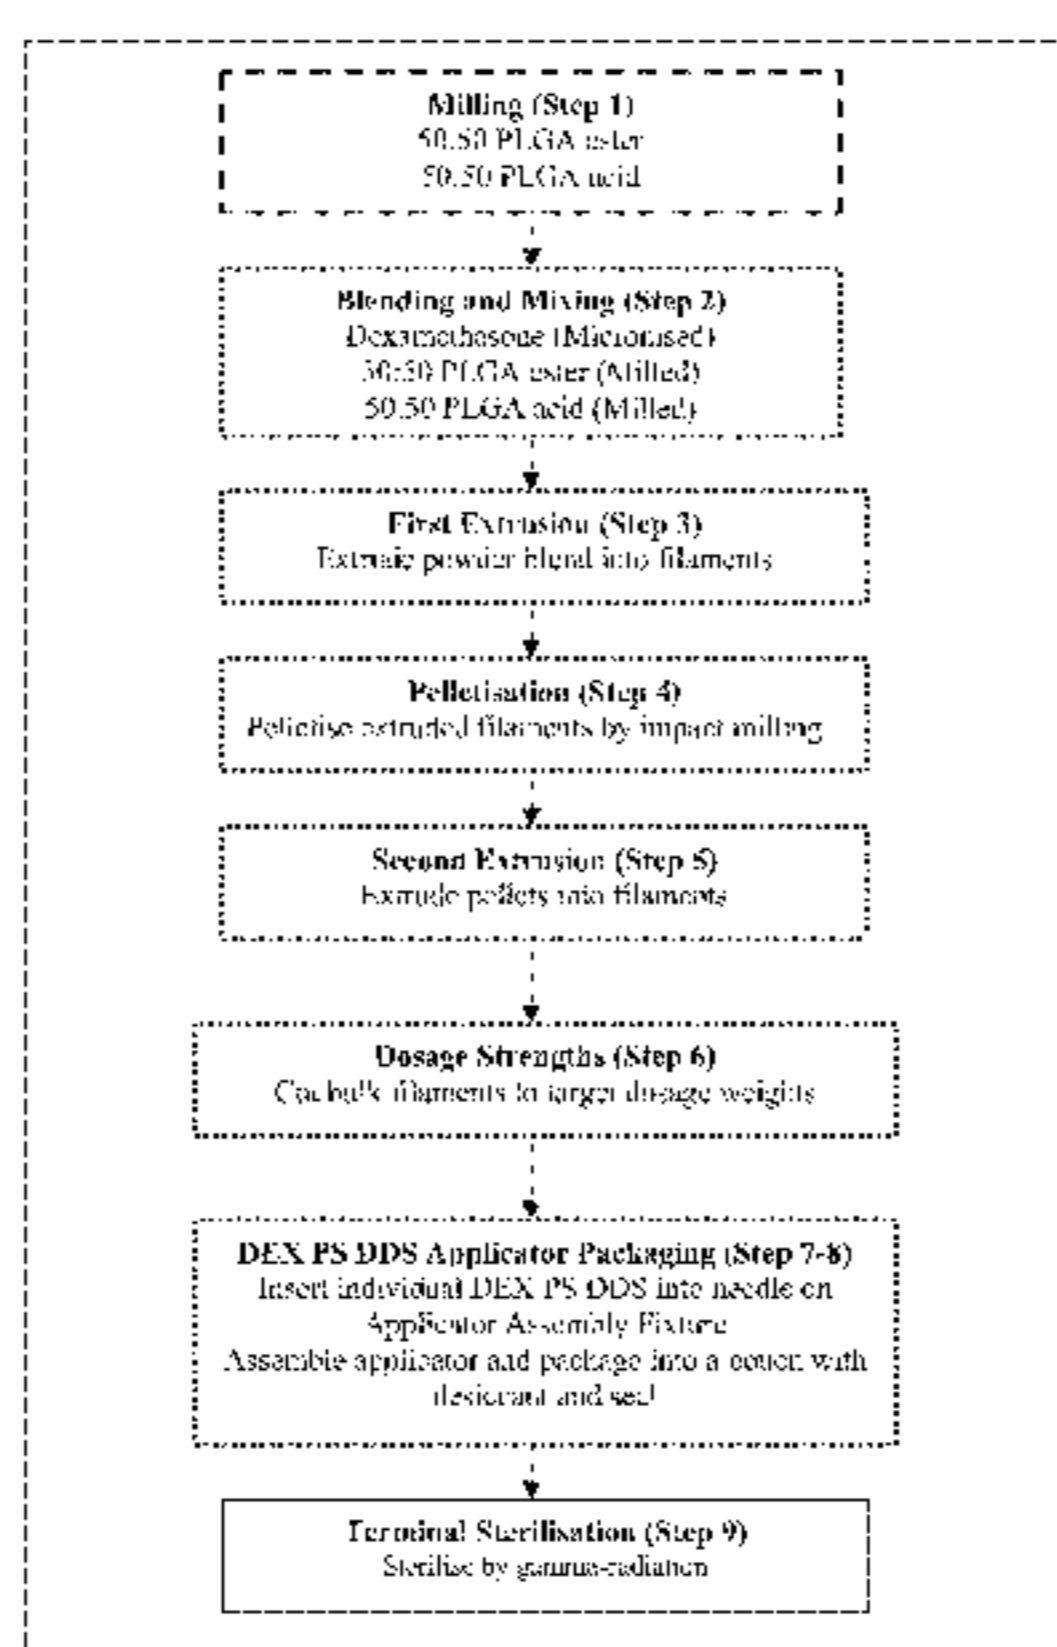 Milling (Step 1)
50:50 PLGA ester
50:50 PLGA acid
Blending and Mixing (Step 2)
Dexamethasone (Micronised)
50:50 PLGA ester (Milled)
50:50 PLGA acid (Milled)
First Extrusion (Step 3)
Extrude powder blend into filaments
Pelletisation (Step 4)
Pelletise extruded filaments by impact milling
Second Extrusion (Step 5)
Extrude pellets into filaments
Dosage Strengths (Step 6)
Cut bulk filaments to target dosage weights
DEX PS DDS Applicator Packaging (Step 7-8)
Insert individual DEX PS DDS into needle on
Applicator Assembly Fixture
Assemble applicator and package into a pouch with
desiccant and seal
Terminal Sterilisation (Step 9)
Sterilise by gamma-radiation